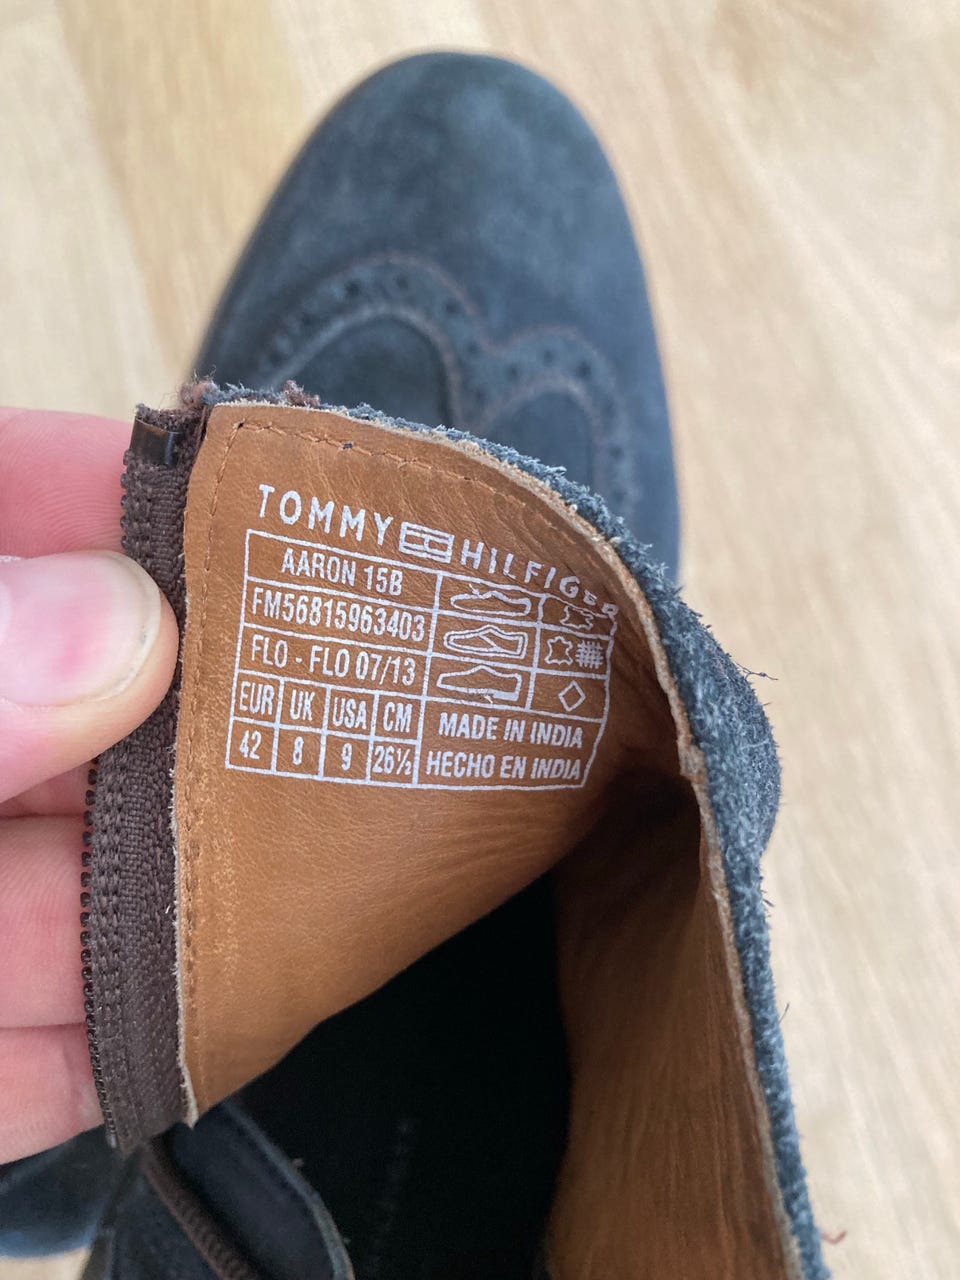 TOMMY HILFIGER
AARON 15B
FM56815963403
FLO - FLO 07/13
EUR UK USA CM
42 8 9 26½
MADE IN INDIA
HECHO EN INDIA